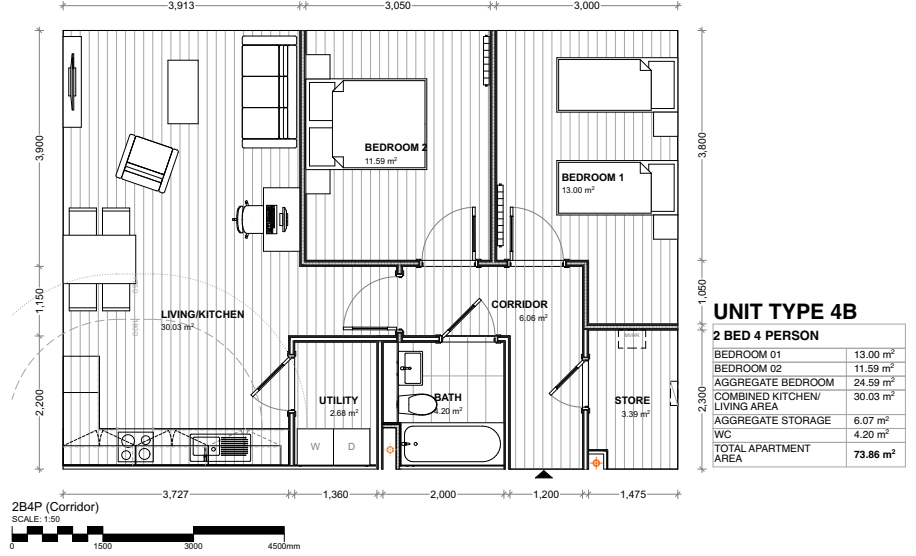 3,913
3,050
3,000
3,900
3,800
BEDROOM 2
11.59 m²
BEDROOM 1
13.00 m²
1,150
1,050
LIVING/KITCHEN
30.03 m²
CORRIDOR
6.06 m²
2,200
2,300
UTILITY
2.68 m²
BATH
4.20 m²
STORE
3.39 m²
W
D
3,727
1,360
2,000
1,200
1,475
2B4P (Corridor)
SCALE: 1:50
0
1500
3000
4500mm
UNIT TYPE 4B
2 BED 4 PERSON
BEDROOM 01 13.00 m²
BEDROOM 02 11.59 m²
AGGREGATE BEDROOM 24.59 m²
COMBINED KITCHEN/ 30.03 m²
LIVING AREA
AGGREGATE STORAGE 6.07 m²
WC 4.20 m²
TOTAL APARTMENT 73.86 m²
AREA